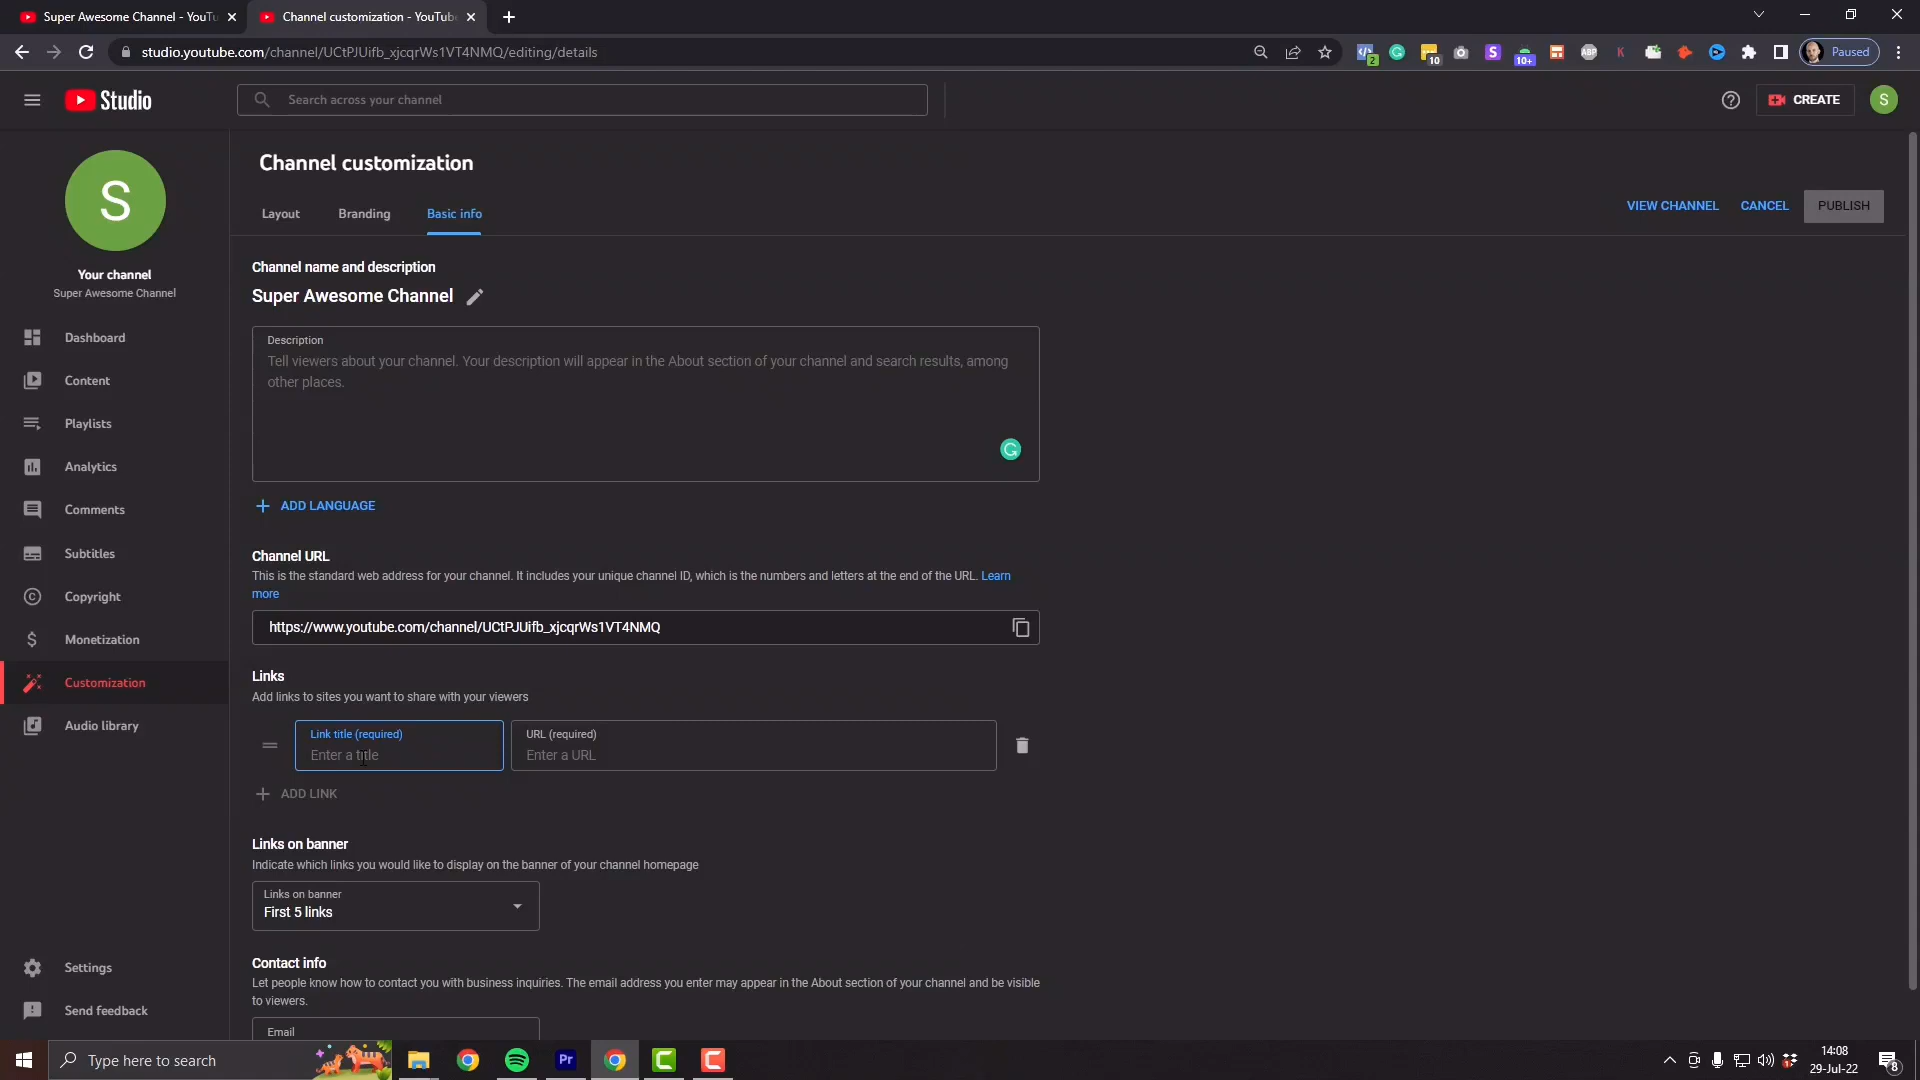 Super Awesome Channel - YouTu
Channel customization - YouTube
studio.youtube.com/channel/UCtPJUifb_xjcqrWs1VT4NMQ/editing/details
2
10
S
10+
ABP
K
Paused
Studio
Search across your channel
CREATE
S
S
Your channel
Super Awesome Channel
Dashboard
Content
Playlists
Analytics
Comments
Subtitles
Copyright
Monetization
Customization
Audio library
Settings
Send feedback
Channel customization
Layout
Branding
Basic info
VIEW CHANNEL
CANCEL
PUBLISH
Channel name and description
Super Awesome Channel
Description
Tell viewers about your channel. Your description will appear in the About section of your channel and search results, among
other places.
ADD LANGUAGE
Channel URL
This is the standard web address for your channel. It includes your unique channel ID, which is the numbers and letters at the end of the URL. Learn
more
https://www.youtube.com/channel/UCtPJUifb_xjcqrWs1VT4NMQ
Links
Add links to sites you want to share with your viewers
Link title (required)
Enter a title
URL (required)
Enter a URL
ADD LINK
Links on banner
Indicate which links you would like to display on the banner of your channel homepage
Links on banner
First 5 links
Contact info
Let people know how to contact you with business inquiries. The email address you enter may appear in the About section of your channel and be visible
to viewers.
Email
Type here to search
Pr
14:08
29-Jul-22
8